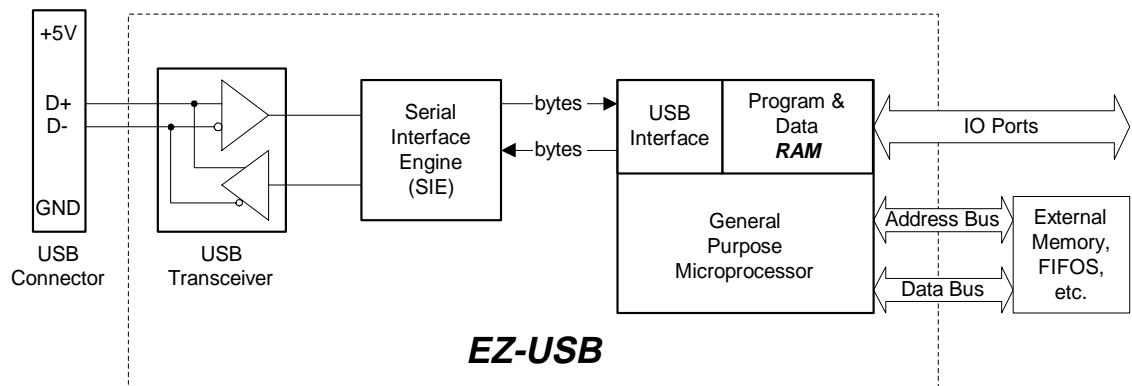 +5V
D+
D-
GND
USB
Connector
USB
Transceiver
Serial
Interface
Engine
(SIE)
bytes
bytes
USB
Interface
Program &
Data
RAM
General
Purpose
Microprocessor
IO Ports
Address Bus
Data Bus
External
Memory,
FIFOS,
etc.
EZ-USB